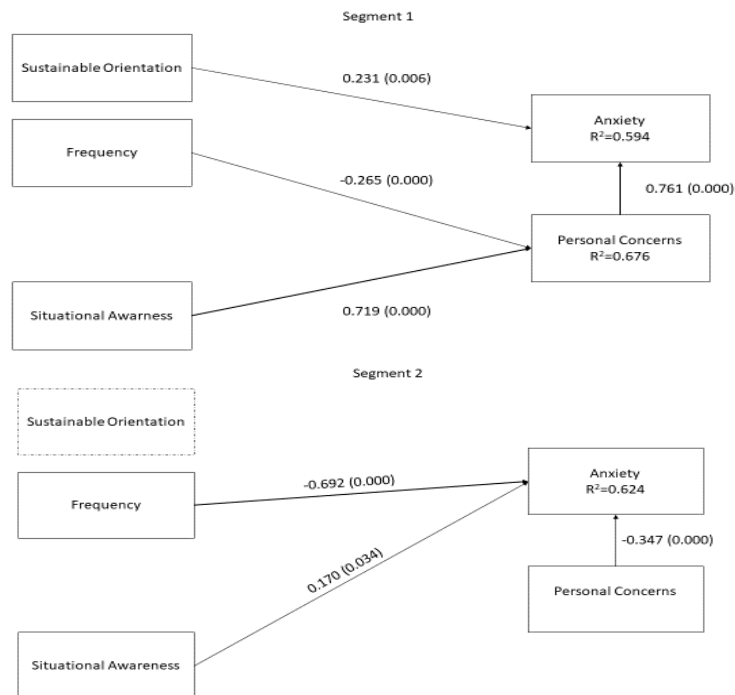 Segment 1
Sustainable Orientation
0.231 (0.006)
Anxiety
R²=0.594
Frequency
-0.265 (0.000)
0.761 (0.000)
Personal Concerns
R²=0.676
Situational Awarness
0.719 (0.000)
Segment 2
Sustainable Orientation
Anxiety
R²=0.624
Frequency
-0.692 (0.000)
-0.347 (0.000)
0.170 (0.034)
Personal Concerns
Situational Awareness